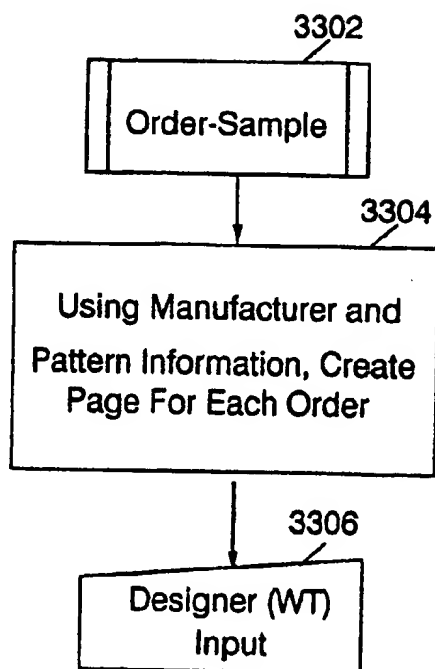 3302
Order-Sample
3304
Using Manufacturer and
Pattern Information, Create
Page For Each Order
3306
Designer (WT)
Input